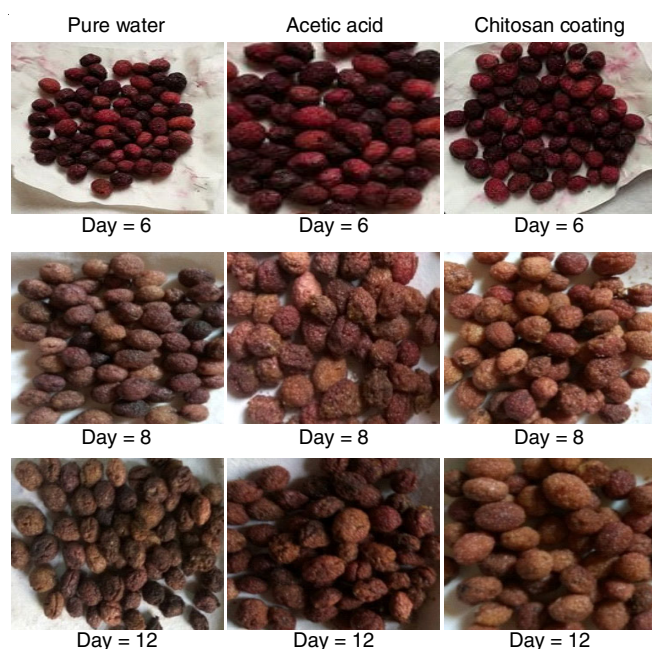 Pure water Acetic acid Chitosan coating
Day = 6 Day = 6 Day = 6
Day = 8 Day = 8 Day = 8
Day = 12 Day = 12 Day = 12